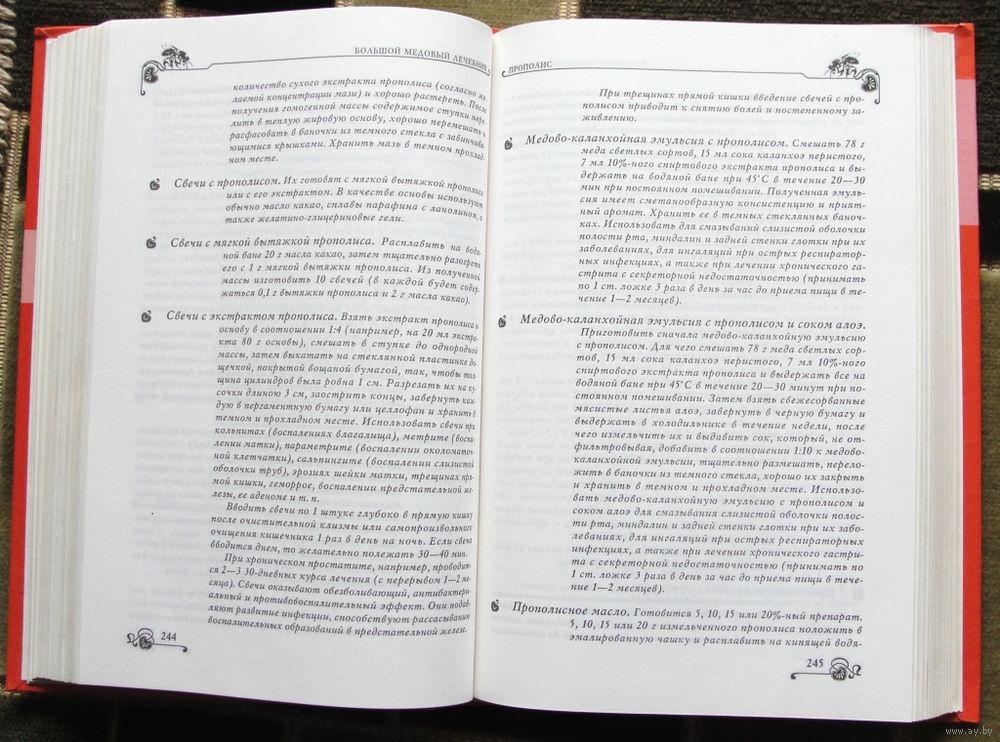 БОЛЬШОЙ МЕДОВЫЙ ЛЕЧЕБНИК
количество сухого экстракта прополиса (согласно же-
лаемой концентрации мази) и хорошо растереть. После
получения гомогенной массы содержимое ступки пере-
лить в теплую жировую основу, хорошо перемешать и
расфасовать в баночки из темного стекла с завинчива-
ющимися крышками. Хранить мазь в темном прохлад-
ном месте.
Свечи с прополисом. Их готовят с мягкой вытяжкой прополиса
или с его экстрактом. В качестве основы используют
обычно масло какао, сплавы парафина с ланолином, а
также желатино-глицериновые гели.
Свечи с мягкой вытяжкой прополиса. Расплавить на водя-
ной бане 20 г масла какао, затем тщательно разогреть
его с 1 г мягкой вытяжки прополиса. Из полученной
массы изготовить 10 свечей (в каждой будет содер-
жаться 0,1 г вытяжки прополиса и 2 г масла какао).
Свечи с экстрактом прополиса. Взять экстракт прополиса и
основу в соотношении 1:4 (например, на 20 мл экстра-
кта 80 г основы), смешать в ступке до однородной
массы, затем выкатать на стеклянной пластинке до-
щечкой, покрытой вощаной бумагой, так, чтобы тол-
щина цилиндров была ровна 1 см. Разрезать их на ку-
сочки длиною 3 см, заострить концы, завернуть каж-
дую в пергаментную бумагу или целлофан и хранить в
темном и прохладном месте. Использовать свечи при
кольпитах (воспалениях влагалища), метрите (воспа-
лении матки), параметрите (воспалении околоматоч-
ной клетчатки), сальпингите (воспалении слизистой
оболочки труб), эрозиях шейки матки, трещинах пря-
мой кишки, геморрое, воспалении предстательной же-
лезы, ее аденоме и т. п.
Вводить свечи по 1 штуке глубоко в прямую кишку
после очистительной клизмы или самопроизвольного
очищения кишечника 1 раз в день на ночь. Если свеча
вводится днем, то желательно полежать 30—40 мин.
При хроническом простатите, например, проводит-
ся 2—3 30-дневных курса лечения (с перерывом 1—2 ме-
сяца). Свечи оказывают обезболивающий, антибактери-
альный и противовоспалительный эффект. Они подав-
ляют развитие инфекции, способствуют рассасыванию
воспалительных образований в предстательной желез.
244
ПРОПОЛИС
При трещинах прямой кишки введение свечей с про-
полисом приводит к снятию болей и постепенному за-
живлению.
Медово-каланхойная эмульсия с прополисом. Смешать 78 г
меда светлых сортов, 15 мл сока каланхоэ перистого,
7 мл 10%-ного спиртового экстракта прополиса и вы-
держать на водяной бане при 45°С в течение 20—30
мин при постоянном помешивании. Полученная эмуль-
сия имеет сметанообразную консистенцию и прият-
ный аромат. Хранить ее в темных стеклянных баноч-
ках. Использовать для смазывания слизистой оболочки
полости рта, миндалин и задней стенки глотки при их
заболеваниях, для ингаляций при острых респиратор-
ных инфекциях, а также при лечении хронического га-
стрита с секреторной недостаточностью (принимать
по 1 ст. ложке 3 раза в день за час до приема пищи в те-
чение 1—2 месяцев).
Медово-каланхойная эмульсия с прополисом и соком алоэ.
Приготовить сначала медово-каланхойную эмульсию
с прополисом. Для чего смешать 78 г меда светлых сор-
тов, 15 мл сока каланхоэ перистого, 7 мл 10%-ного
спиртового экстракта прополиса и выдержать все на
водяной бане при 45°С в течение 20—30 минут при по-
стоянном помешивании. Затем взять свежесорванные
мясистые листья алоэ, завернуть в черную бумагу и
выдержать в холодильнике в течение недели, после
чего измельчить их и выдавить сок, который, не от-
фильтровывая, добавить в соотношении 1:10 к медово-
каланхойной эмульсии, тщательно размешать, перело-
жить в баночки из темного стекла, хорошо их закрыть
и хранить в темном и прохладном месте. Использо-
вать медово-каланхойную эмульсию с прополисом и
соком алоэ для смазывания слизистой оболочки полос-
ти рта, миндалин и задней стенки глотки при их забо-
леваниях, для ингаляций при острых респираторных
инфекциях, а также при лечении хронического гастри-
та с секреторной недостаточностью (принимать по
1 ст. ложке 3 раза в день за час до приема пищи в тече-
ние 1—2 месяцев).
Прополисное масло. Готовится 5, 10, 15 или 20%-ный препарат.
5, 10, 15 или 20 г измельченного прополиса положить в
эмалированную чашку и расплавить на кипящей водя-
245
www.ay.by